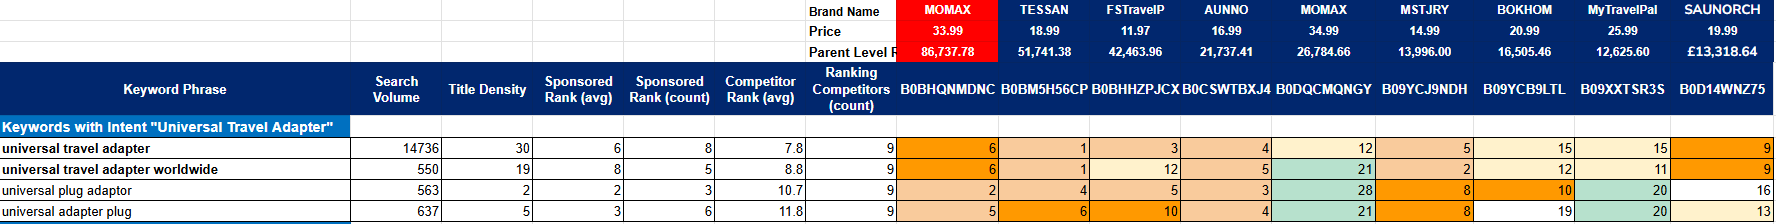 Brand Name MOMAX TESSAN FSTravelP AUNNO MOMAX MSTJRY BOKHOM MyTravelPal SAUNORCH
Price 33.99 18.99 11.97 16.99 34.99 14.99 20.99 25.99 19.99
Parent Level R 86,737.78 51,741.38 42,463.96 21,737.41 26,784.66 13,996.00 16,505.46 12,625.60 £13,318.64
Keyword Phrase Search Volume Title Density Sponsored Rank (avg) Sponsored Rank (count) Competitor Rank (avg) Ranking Competitors (count) B0BHQNMDNC B0BM5H56CP B0BHHZPJCX B0CSWTBXJ4 B0DQCMQNGY B09YCJ9NDH B09YCB9LTL B09XXTSR3S B0D14WNZ75
Keywords with Intent "Universal Travel Adapter"
universal travel adapter 14736 30 6 8 7.8 9 6 1 3 4 12 5 15 15 9
universal travel adapter worldwide 550 19 8 5 8.8 9 6 1 12 5 21 2 12 11 9
universal plug adaptor 563 2 2 3 10.7 9 2 4 5 3 28 8 10 20 16
universal adapter plug 637 5 3 6 11.8 9 5 6 10 4 21 8 19 20 13